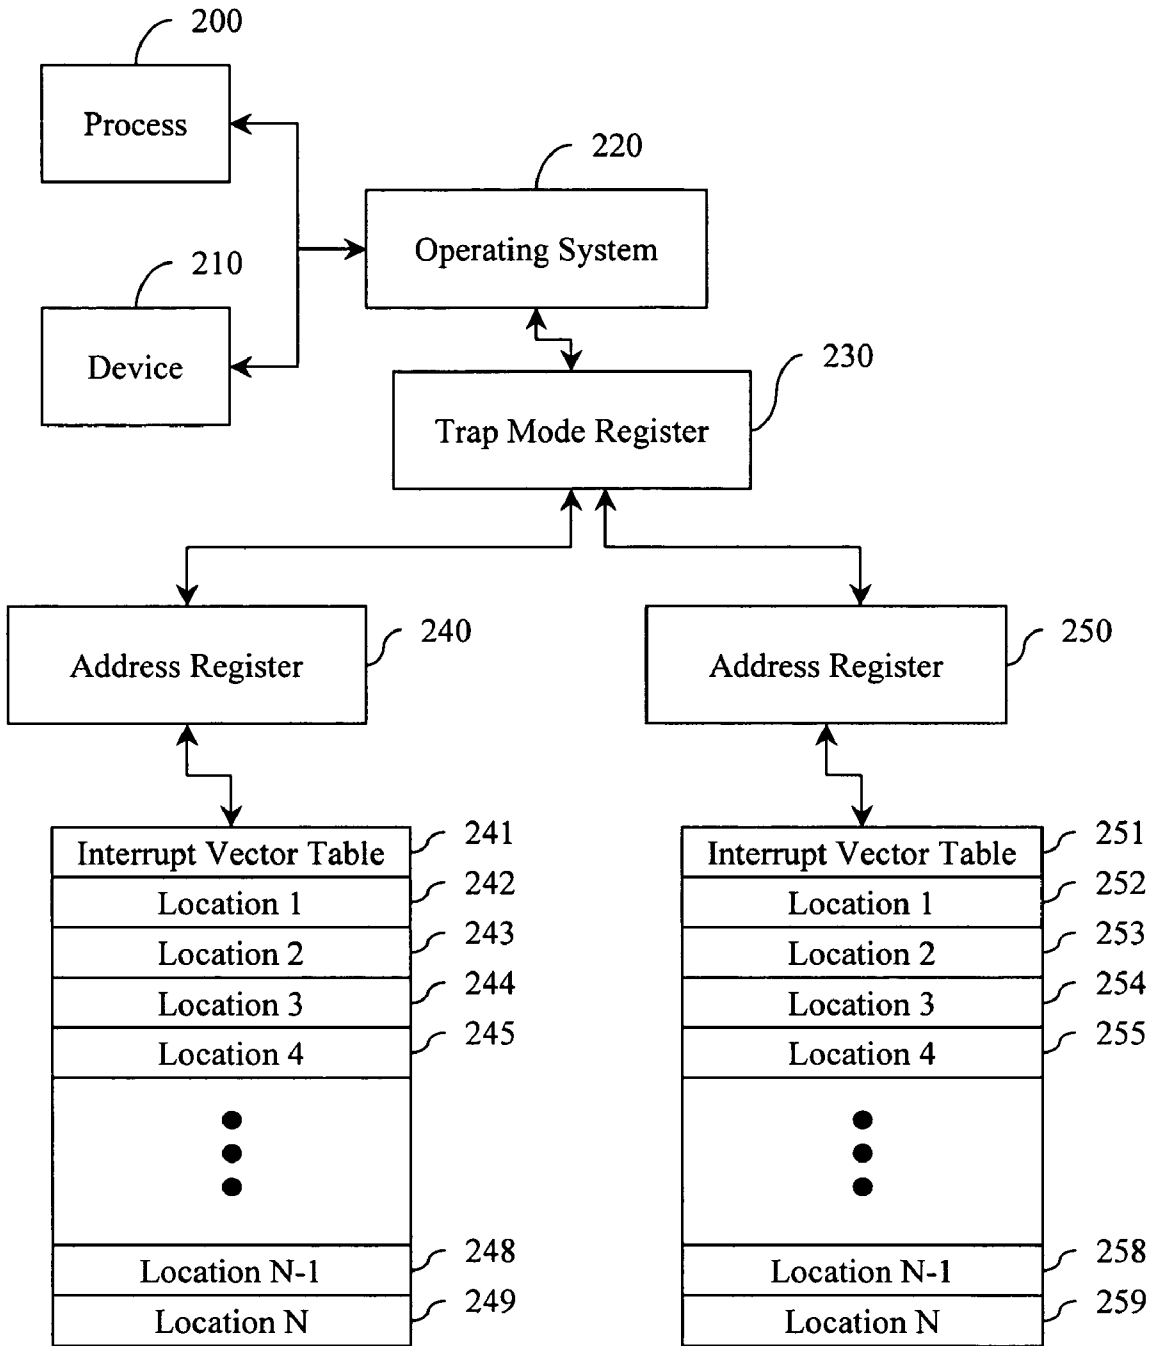 200
Process
220
Operating System
210
Device
230
Trap Mode Register
240
Address Register
250
Address Register
Interrupt Vector Table 241
Location 1 242
Location 2 243
Location 3 244
Location 4 245
Location N-1 248
Location N 249
Interrupt Vector Table 251
Location 1 252
Location 2 253
Location 3 254
Location 4 255
Location N-1 258
Location N 259